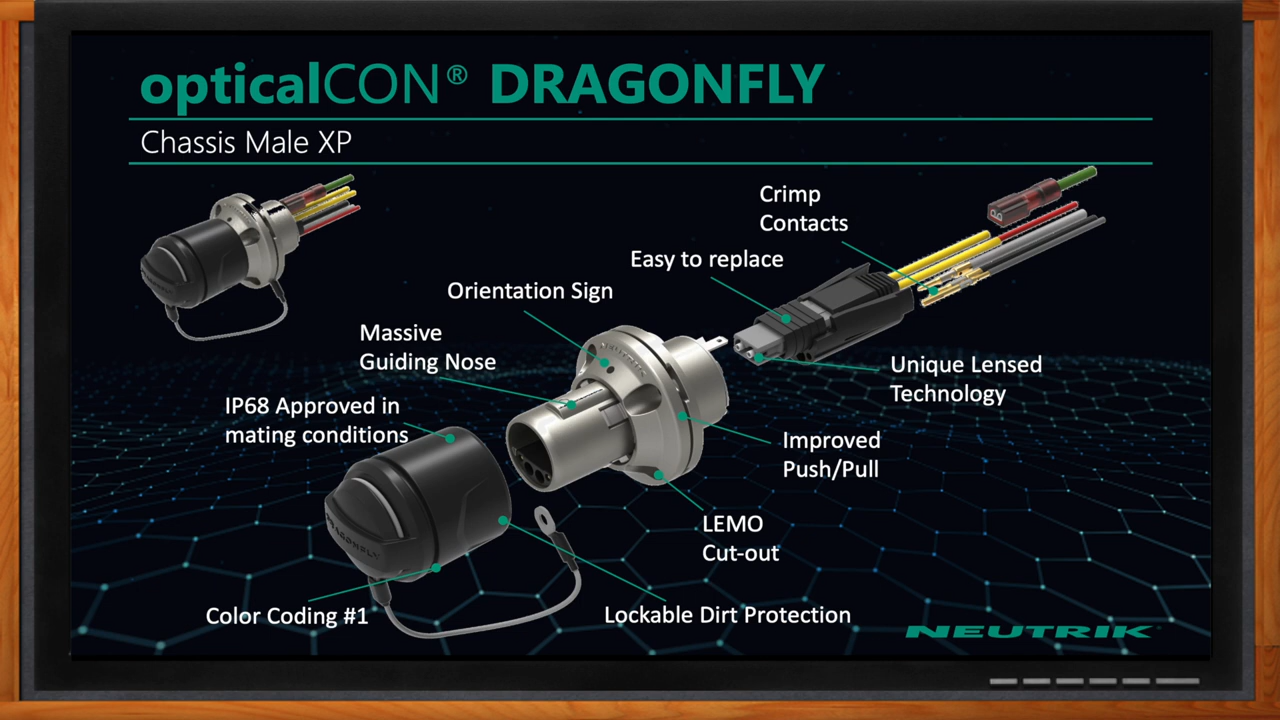 opticalCON® DRAGONFLY
Chassis Male XP
Crimp
Contacts
Easy to replace
Orientation Sign
Massive
Guiding Nose
Unique Lensed
Technology
IP68 Approved in
mating conditions
Improved
Push/Pull
LEMO
Cut-out
DRAGONFLY
Color Coding #1
Lockable Dirt Protection
NEUTRIK